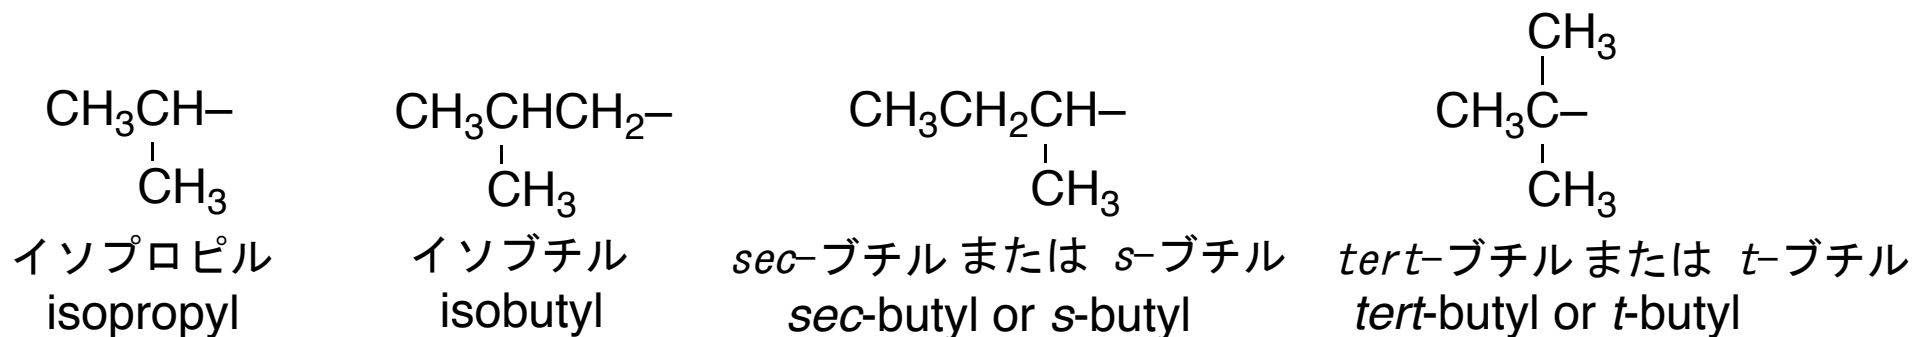 CH3
CH3CH– CH3CHCH2– CH3CH2CH– CH3C–
CH3 CH3 CH3 CH3
イソプロピル イソブチル sec–ブチル または s–ブチル tert–ブチル または t–ブチル
isopropyl isobutyl sec-butyl or s-butyl tert-butyl or t-butyl